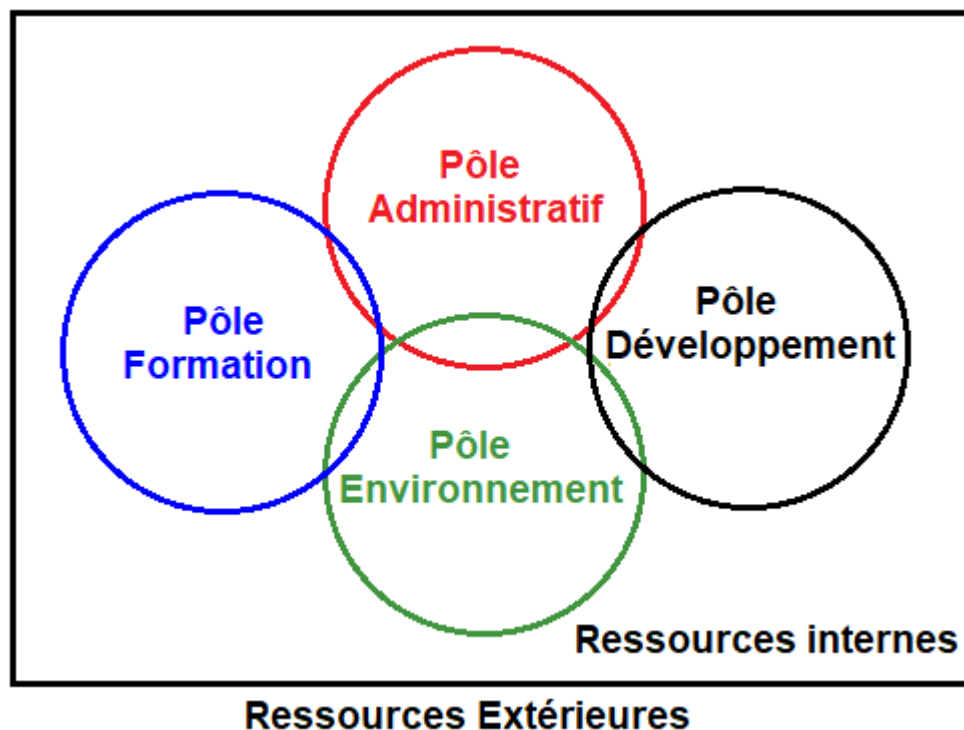 Pôle
Administratif
Pôle
Formation
Pôle
Développement
Pôle
Environnement
Ressources internes
Ressources Extérieures